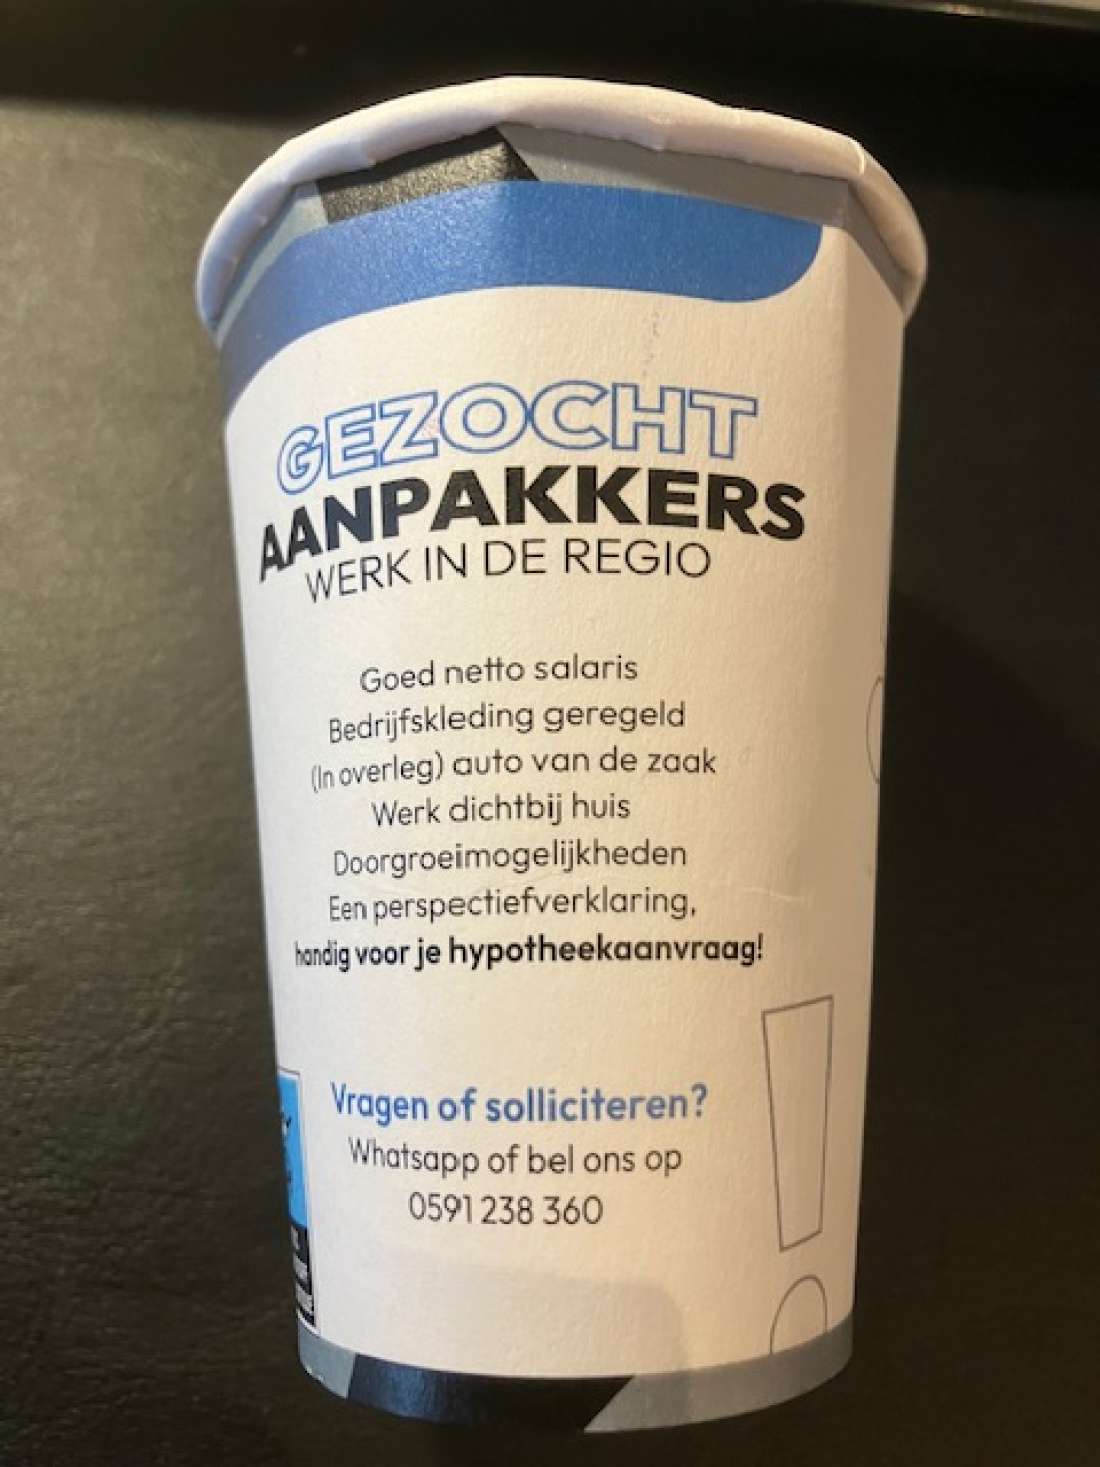 GEZOCHT
AANPAKKERS
WERK IN DE REGIO
Goed netto salaris
Bedrijfskleding geregeld
(In overleg) auto van de zaak
Werk dichtbij huis
Doorgroeimogelijkheden
Een perspectiefverklaring,
handig voor je hypotheekaanvraag!
Vragen of solliciteren?
Whatsapp of bel ons op
0591 238 360